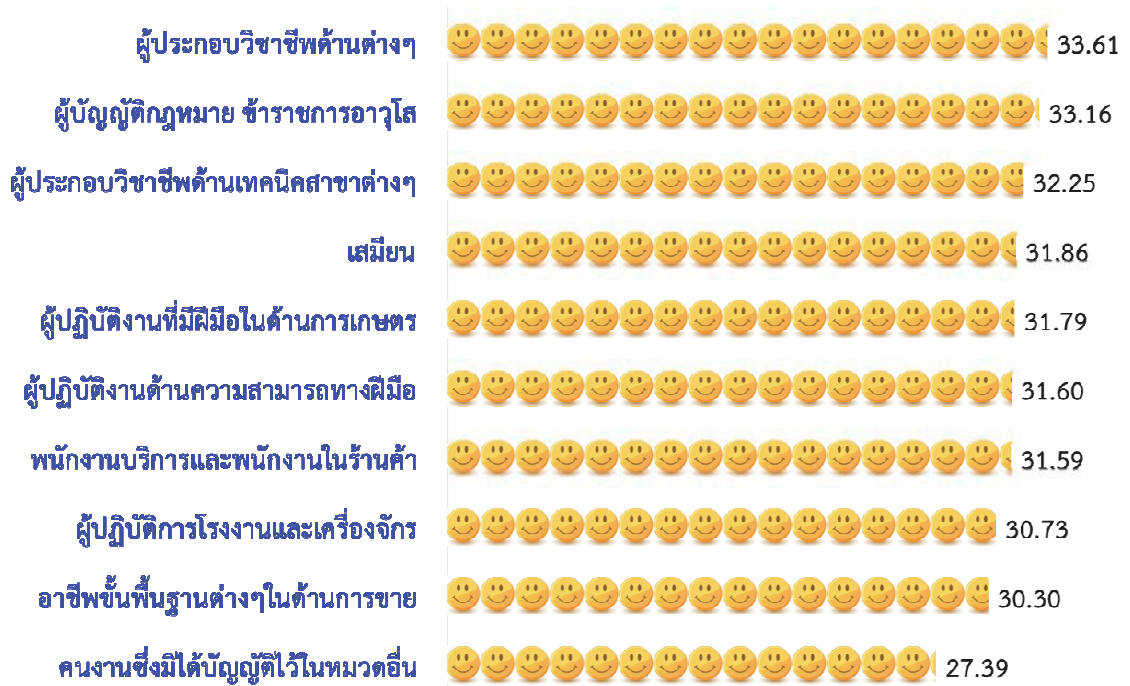 ผู้ประกอบวิชาชีพด้านต่างๆ 33.61
ผู้บัญญัติกฎหมาย ข้าราชการอาวุโส 33.16
ผู้ประกอบวิชาชีพด้านเทคนิคสาขาต่างๆ 32.25
เสมียน 31.86
ผู้ปฏิบัติงานที่มีฝีมือในด้านการเกษตร 31.79
ผู้ปฏิบัติงานด้านความสามารถทางฝีมือ 31.60
พนักงานบริการและพนักงานในร้านค้า 31.59
ผู้ปฏิบัติการโรงงานและเครื่องจักร 30.73
อาชีพขั้นพื้นฐานต่างๆในด้านการขาย 30.30
คนงานซึ่งมิได้บัญญัติไว้ในหมวดอื่น 27.39